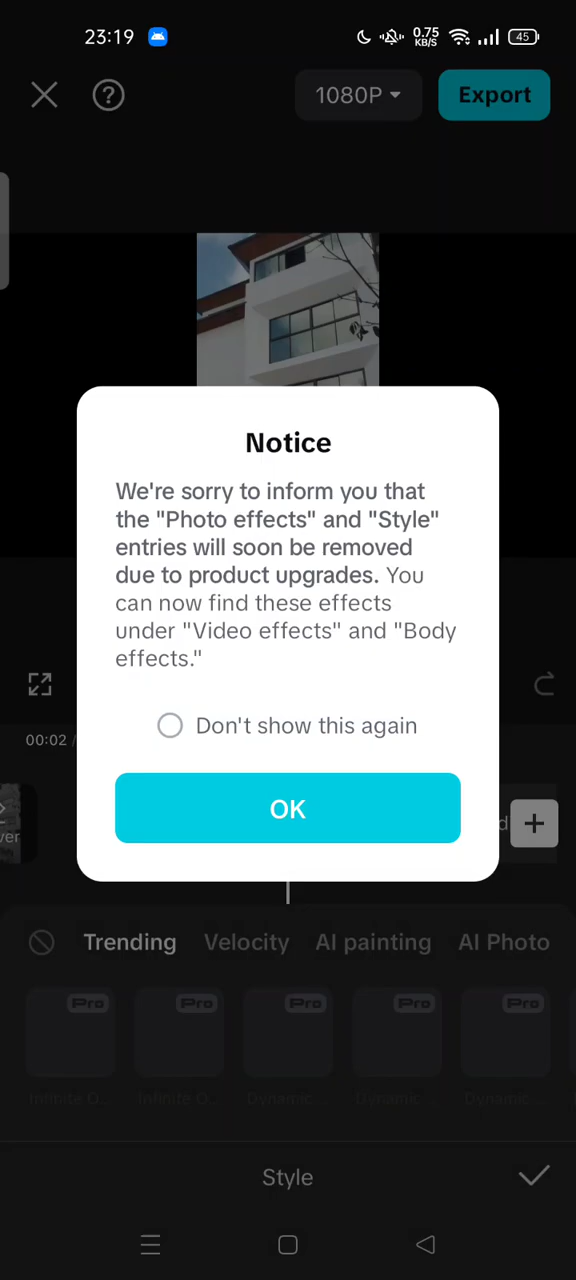 23:19
0.75
KB/S
45
1080P
Export
Notice
We're sorry to inform you that
the "Photo effects" and "Style"
entries will soon be removed
due to product upgrades. You
can now find these effects
under "Video effects" and "Body
effects."
Don't show this again
OK
00:02 /
ver
d
Trending Velocity AI painting AI Photo
Pro Pro Pro Pro Pro
Infinite O... Infinite O... Dynamic... Dynamic... Dynamic...
Style